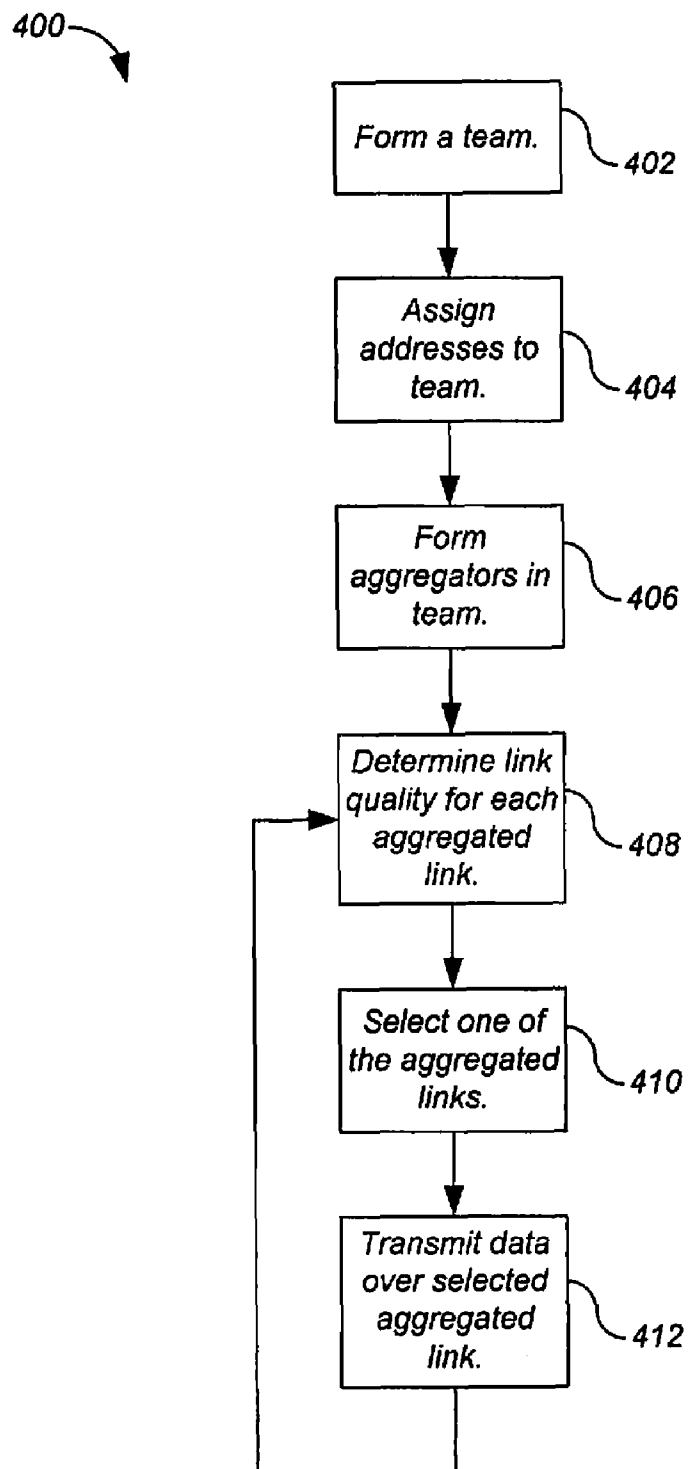 400
Form a team.
402
Assign
addresses to
team.
404
Form
aggregators in
team.
406
Determine link
quality for each
aggregated
link.
408
Select one of
the aggregated
links.
410
Transmit data
over selected
aggregated
link.
412